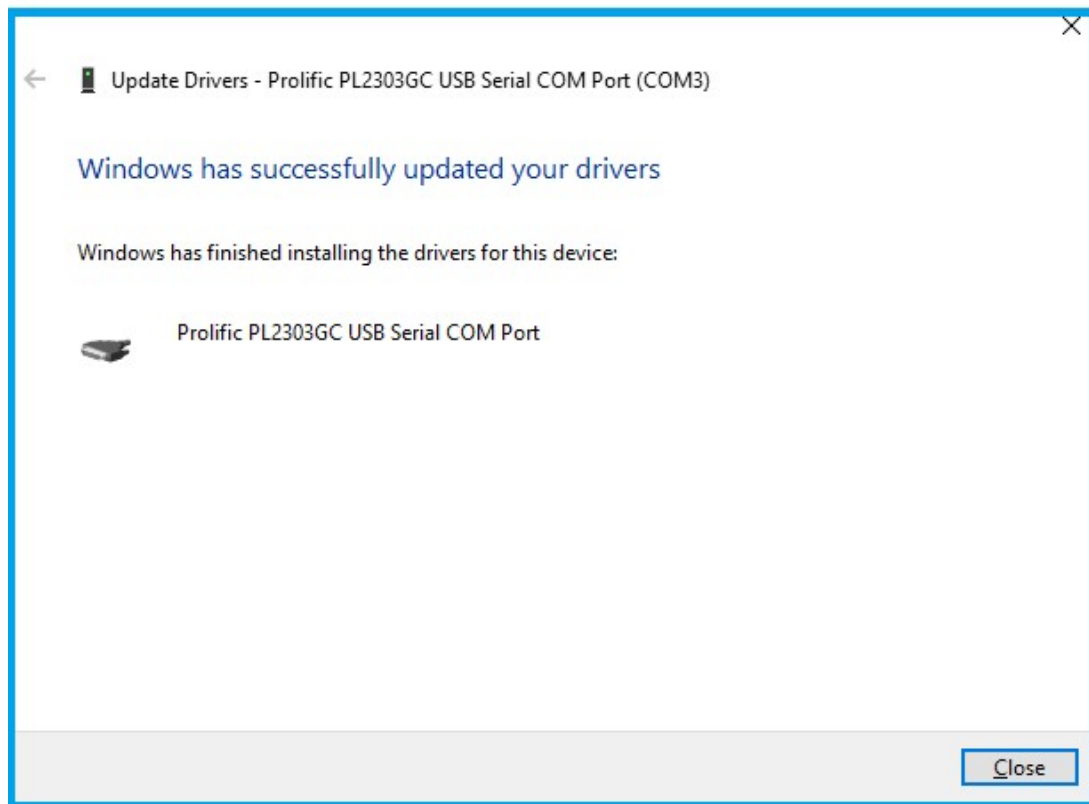 Update Drivers - Prolific PL2303GC USB Serial COM Port (COM3)
Windows has successfully updated your drivers
Windows has finished installing the drivers for this device:
Prolific PL2303GC USB Serial COM Port
Close